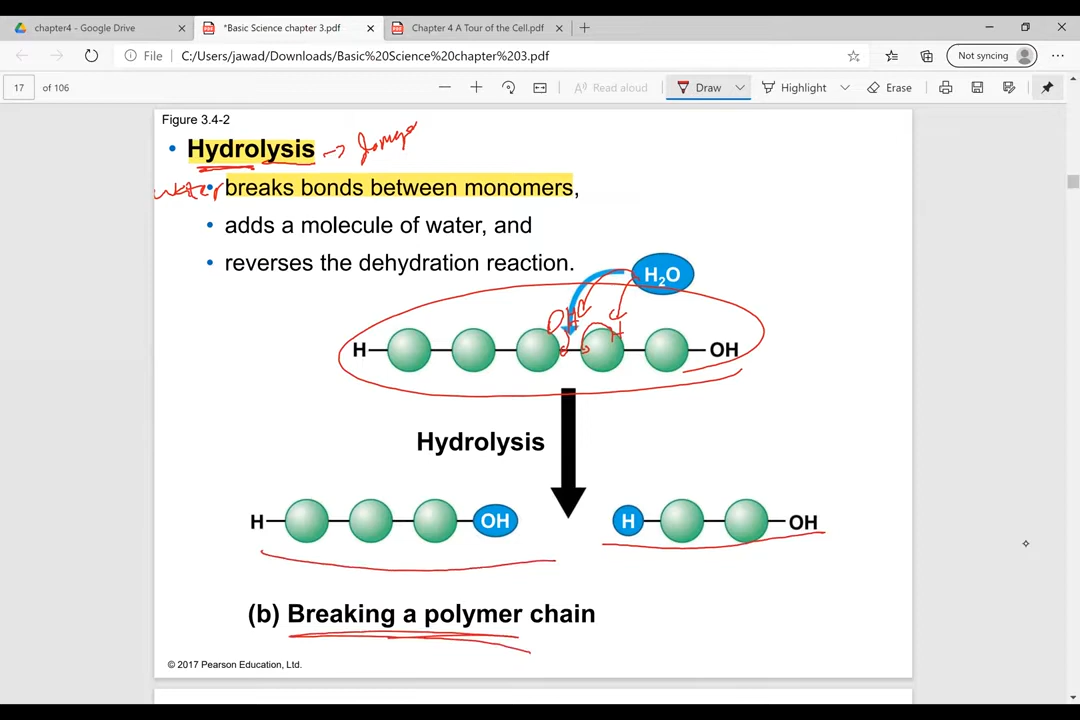 chapter4 - Google Drive
*Basic Science chapter 3.pdf
Chapter 4 A Tour of the Cell.pdf
File
C:/Users/jawad/Downloads/Basic%20Science%20chapter%203.pdf
Not syncing
17 of 106
Read aloud
Draw
Highlight
Erase
Figure 3.4-2
• Hydrolysis → damage
water • breaks bonds between monomers,
• adds a molecule of water, and
• reverses the dehydration reaction.
H₂O
OH
H
H
OH
Hydrolysis
H
OH
H
OH
(b) Breaking a polymer chain
© 2017 Pearson Education, Ltd.